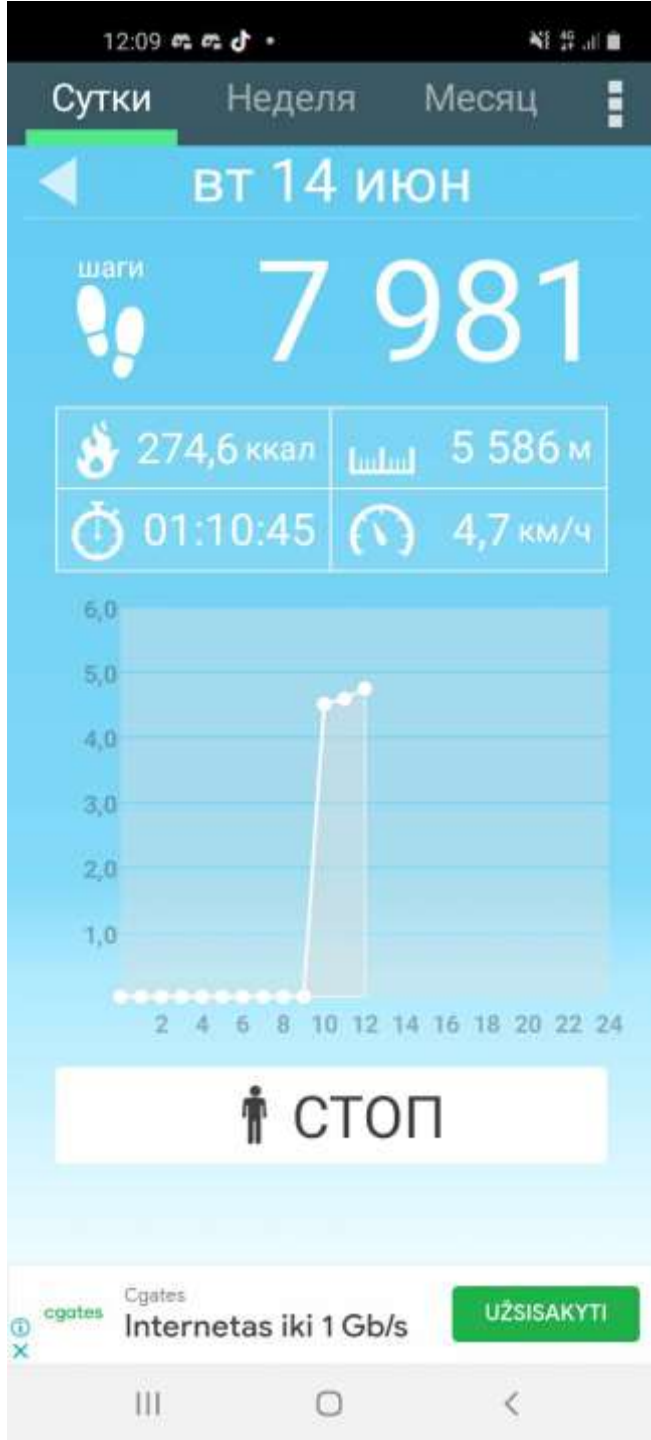 12:09
Сутки Неделя Месяц
вт 14 июн
шаги
7 981
274,6 ккал 5 586 м
01:10:45 4,7 км/ч
6,0
5,0
4,0
3,0
2,0
1,0
2 4 6 8 10 12 14 16 18 20 22 24
СТОП
cgates
Cgates
Internetas iki 1 Gb/s
UŽSISAKYTI